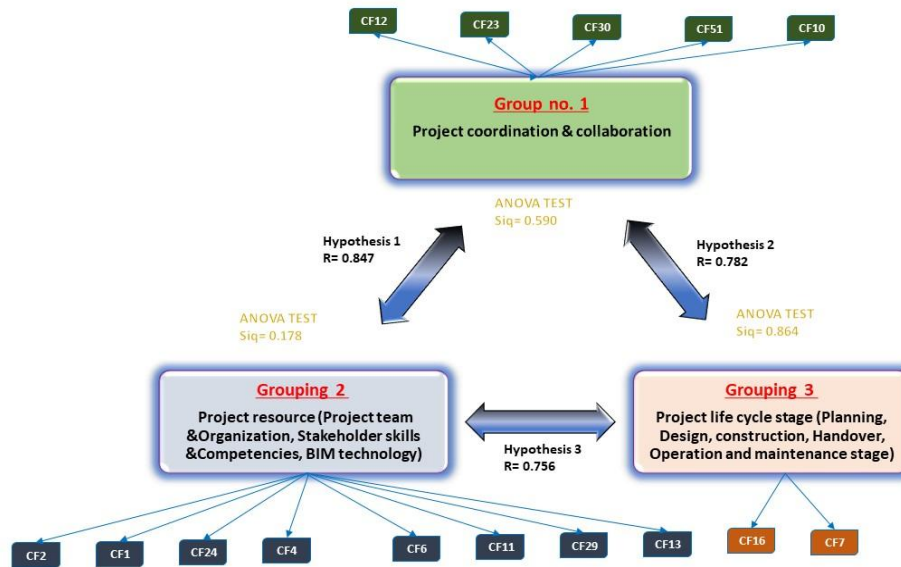 CF12
CF23
CF30
CF51
CF10
Group no. 1
Project coordination & collaboration
ANOVA TEST
Siq= 0.590
Hypothesis 1
R= 0.847
Hypothesis 2
R= 0.782
ANOVA TEST
Siq= 0.178
ANOVA TEST
Siq= 0.864
Grouping 2
Project resource (Project team
&Organization, Stakeholder skills
&Competencies, BIM technology)
Hypothesis 3
R= 0.756
Grouping 3
Project life cycle stage (Planning,
Design, construction, Handover,
Operation and maintenance stage)
CF2
CF1
CF24
CF4
CF6
CF11
CF29
CF13
CF16
CF7